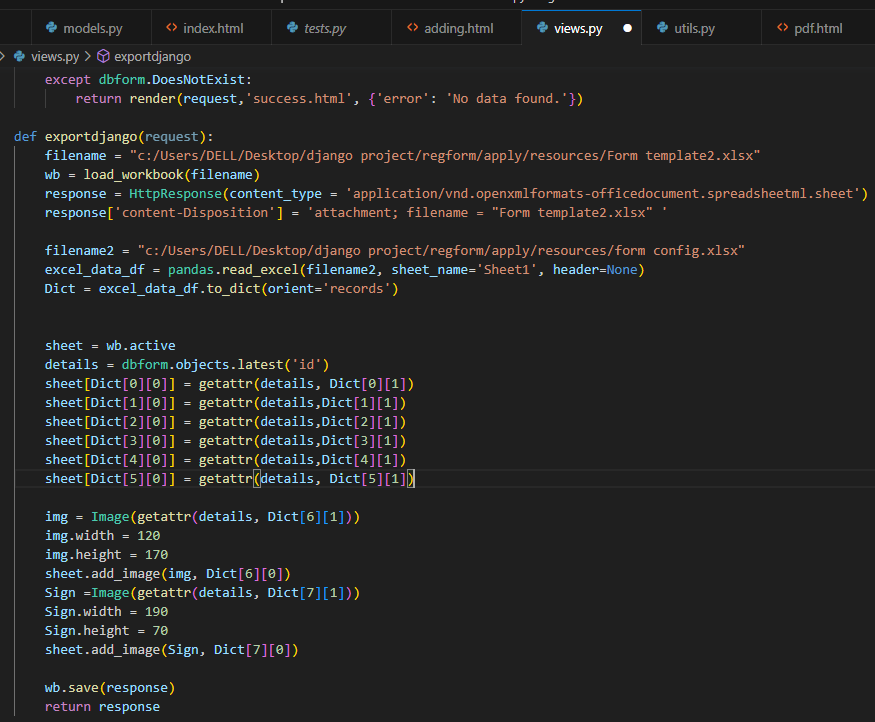 models.py index.html tests.py adding.html views.py utils.py pdf.html
views.py > exportdjango
except dbform.DoesNotExist:
return render(request,'success.html', {'error': 'No data found.'})
def exportdjango(request):
filename = "c:/Users/DELL/Desktop/django project/regform/apply/resources/Form template2.xlsx"
wb = load_workbook(filename)
response = HttpResponse(content_type = 'application/vnd.openxmlformats-officedocument.spreadsheetml.sheet')
response['content-Disposition'] = 'attachment; filename = "Form template2.xlsx" '
filename2 = "c:/Users/DELL/Desktop/django project/regform/apply/resources/form config.xlsx"
excel_data_df = pandas.read_excel(filename2, sheet_name='Sheet1', header=None)
Dict = excel_data_df.to_dict(orient='records')
sheet = wb.active
details = dbform.objects.latest('id')
sheet[Dict[0][0]] = getattr(details, Dict[0][1])
sheet[Dict[1][0]] = getattr(details,Dict[1][1])
sheet[Dict[2][0]] = getattr(details,Dict[2][1])
sheet[Dict[3][0]] = getattr(details,Dict[3][1])
sheet[Dict[4][0]] = getattr(details,Dict[4][1])
sheet[Dict[5][0]] = getattr(details, Dict[5][1])
img = Image(getattr(details, Dict[6][1]))
img.width = 120
img.height = 170
sheet.add_image(img, Dict[6][0])
Sign =Image(getattr(details, Dict[7][1]))
Sign.width = 190
Sign.height = 70
sheet.add_image(Sign, Dict[7][0])
wb.save(response)
return response